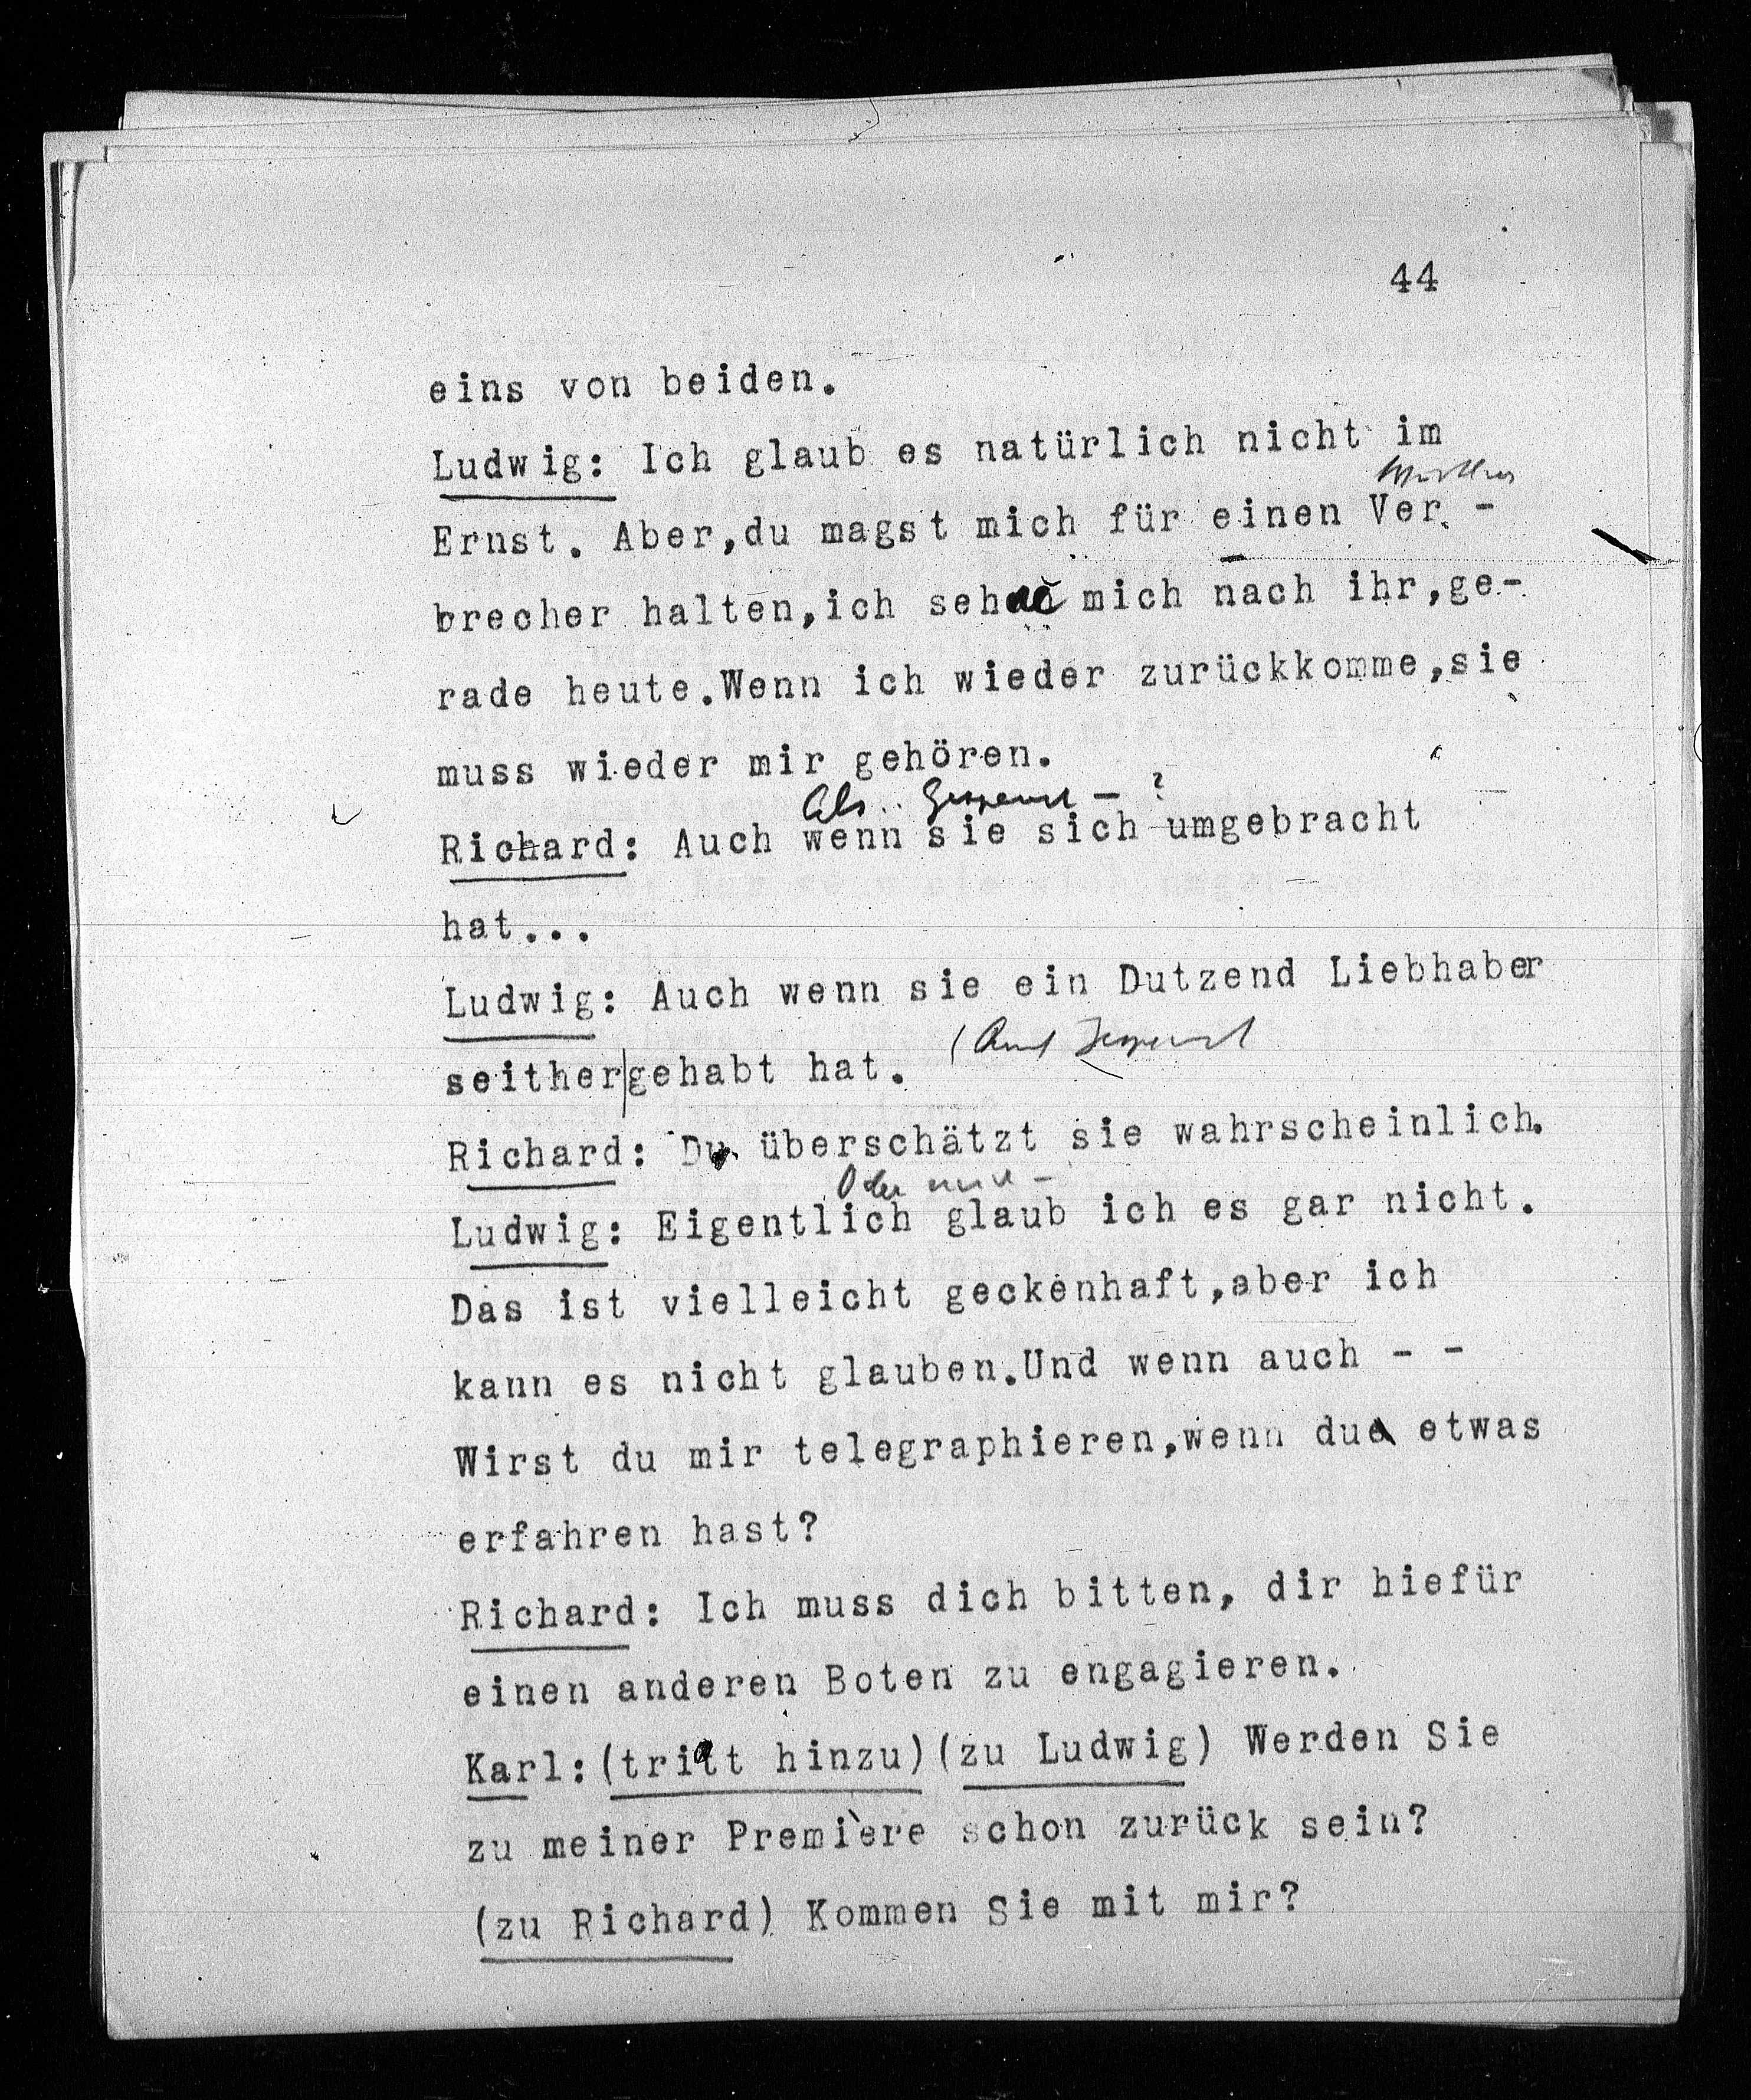 44
eins von beiden.
Ludwig: Ich glaub es natürlich nicht im
Ernst. Aber,du magst mich für einen Ver -
brecher halten,ich sehne mich nach ihr,ge-
rade heute.Wenn ich wieder zurückkomme,sie
muss wieder mir gehören.
Als Gespenst – ?
Richard: Auch wenn sie sich umgebracht
hat...
Ludwig: Auch wenn sie ein Dutzend Liebhaber
seither gehabt hat.
Richard: Du überschätzt sie wahrscheinlich.
Oder
Ludwig: Eigentlich glaub ich es gar nicht.
Das ist vielleicht geckenhaft,aber ich
kann es nicht glauben.Und wenn auch - -
Wirst du mir telegraphieren,wenn du etwas
erfahren hast?
Richard: Ich muss dich bitten, dir hiefür
einen anderen Boten zu engagieren.
Karl:(tritt hinzu)(zu Ludwig) Werden Sie
zu meiner Premìere schon zurück sein?
(zu Richard) Kommen Sie mit mir?